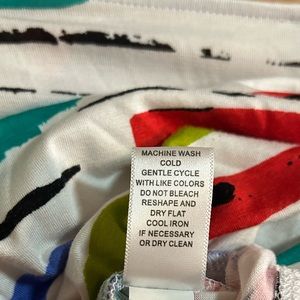 MACHINE WASH
COLD
GENTLE CYCLE
WITH LIKE COLORS
DO NOT BLEACH
RESHAPE AND
DRY FLAT
COOL IRON
IF NECESSARY
OR DRY CLEAN